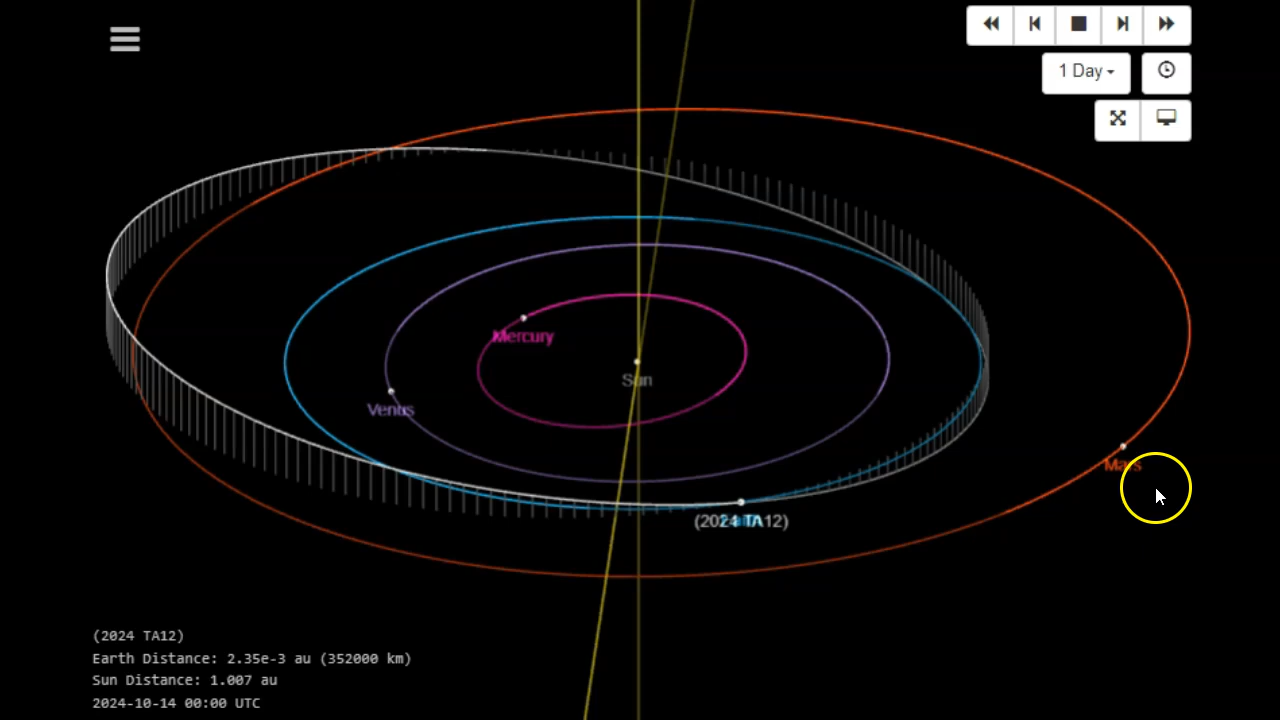 1 Day
Mercury
Sun
Venus
Mars
(2024 TA12)
(2024 TA12)
Earth Distance: 2.35e-3 au (352000 km)
Sun Distance: 1.007 au
2024-10-14 00:00 UTC